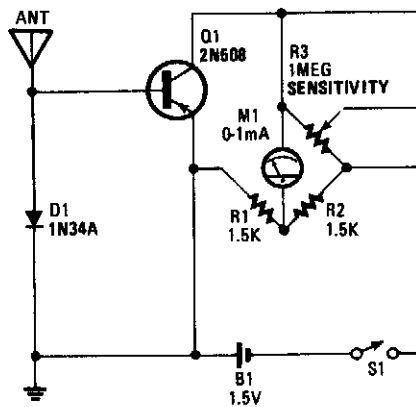 ANT
Q1
2N508
R3
1MEG
SENSITIVITY
M1
0-1mA
D1
1N34A
R1
1.5K
R2
1.5K
B1
1.5V
S1